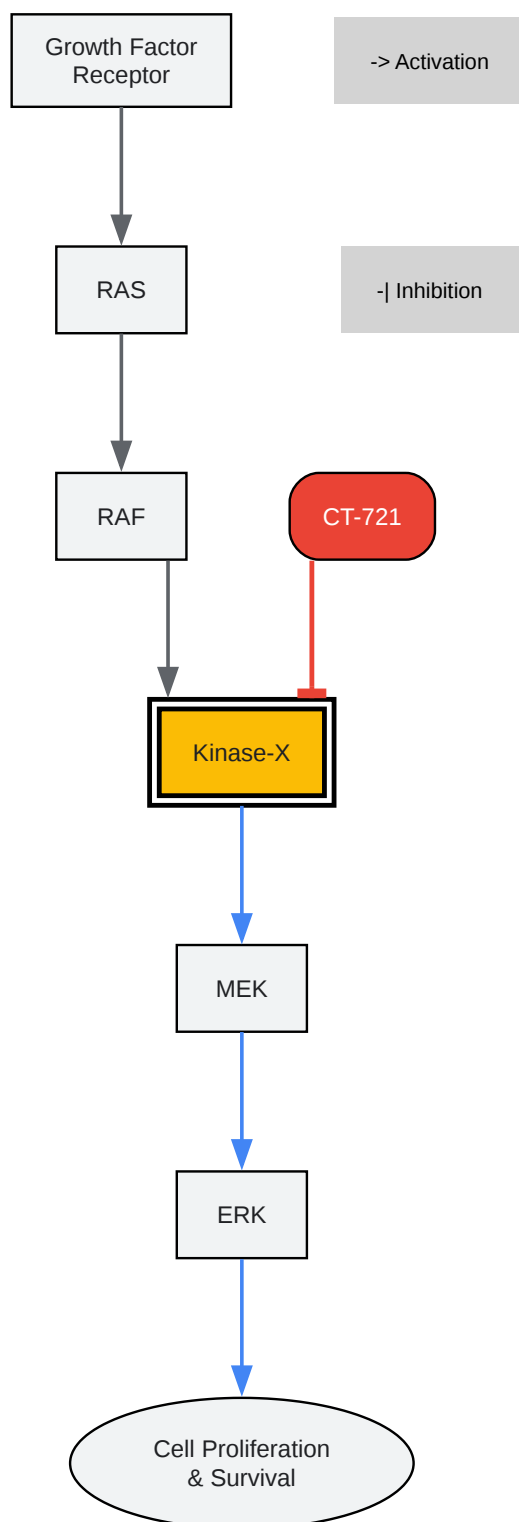 Growth Factor
Receptor
-> Activation
RAS
-| Inhibition
RAF
CT-721
Kinase-X
MEK
ERK
Cell Proliferation
& Survival